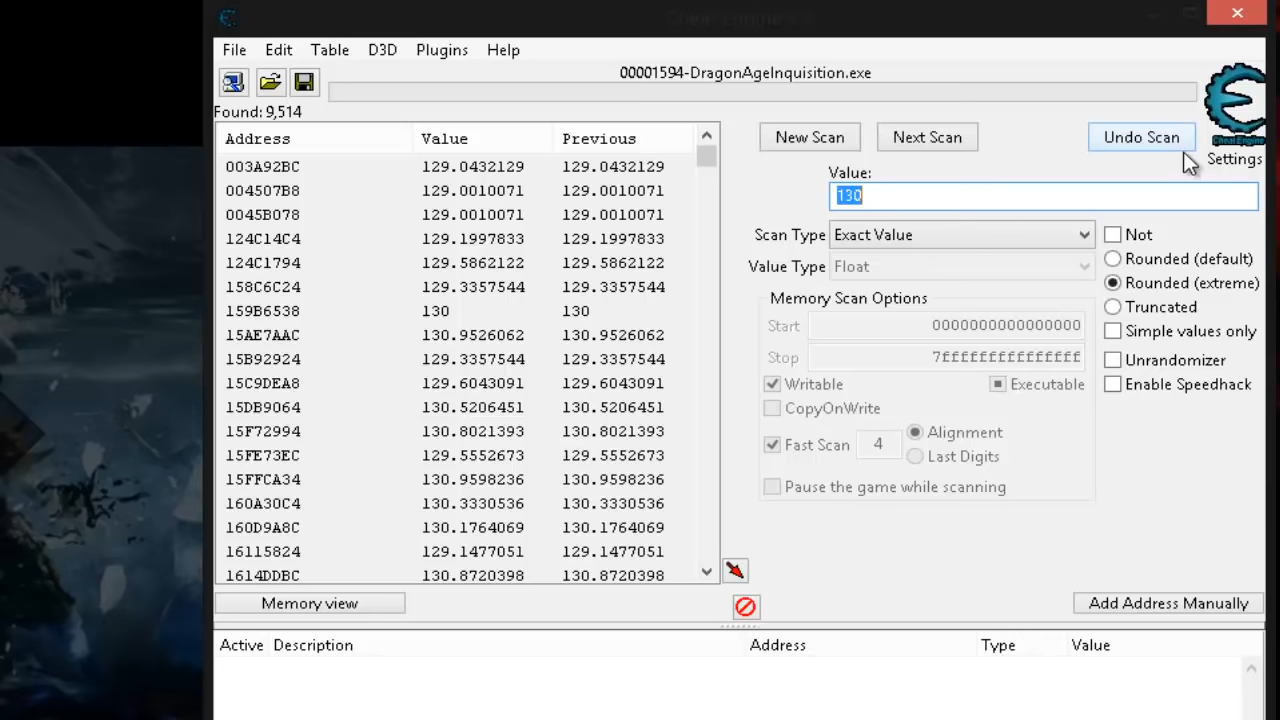 File Edit Table D3D Plugins Help
00001594-DragonAgeInquisition.exe
Found: 9,514
Address Value Previous
003A92BC 129.0432129 129.0432129
004507B8 129.0010071 129.0010071
0045B078 129.0010071 129.0010071
124C14C4 129.1997833 129.1997833
124C1794 129.5862122 129.5862122
158C6C24 129.3357544 129.3357544
159B6538 130 130
15AE7AAC 130.9526062 130.9526062
15B92924 129.3357544 129.3357544
15C9DEA8 129.6043091 129.6043091
15DB9064 130.5206451 130.5206451
15F72994 130.8021393 130.8021393
15FE73EC 129.5552673 129.5552673
15FFCA34 130.9598236 130.9598236
160A30C4 130.3330536 130.3330536
160D9A8C 130.1764069 130.1764069
16115824 129.1477051 129.1477051
1614DDBC 130.8720398 130.8720398
Memory view
New Scan Next Scan Undo Scan
Cheat Engine
Settings
Value:
130
Scan Type Exact Value
Value Type Float
Not
Rounded (default)
Rounded (extreme)
Truncated
Simple values only
Unrandomizer
Enable Speedhack
Memory Scan Options
Start 0000000000000000
Stop 7fffffffffffffff
Writable Executable
CopyOnWrite
Fast Scan 4 Alignment
Last Digits
Pause the game while scanning
Add Address Manually
Active Description Address Type Value